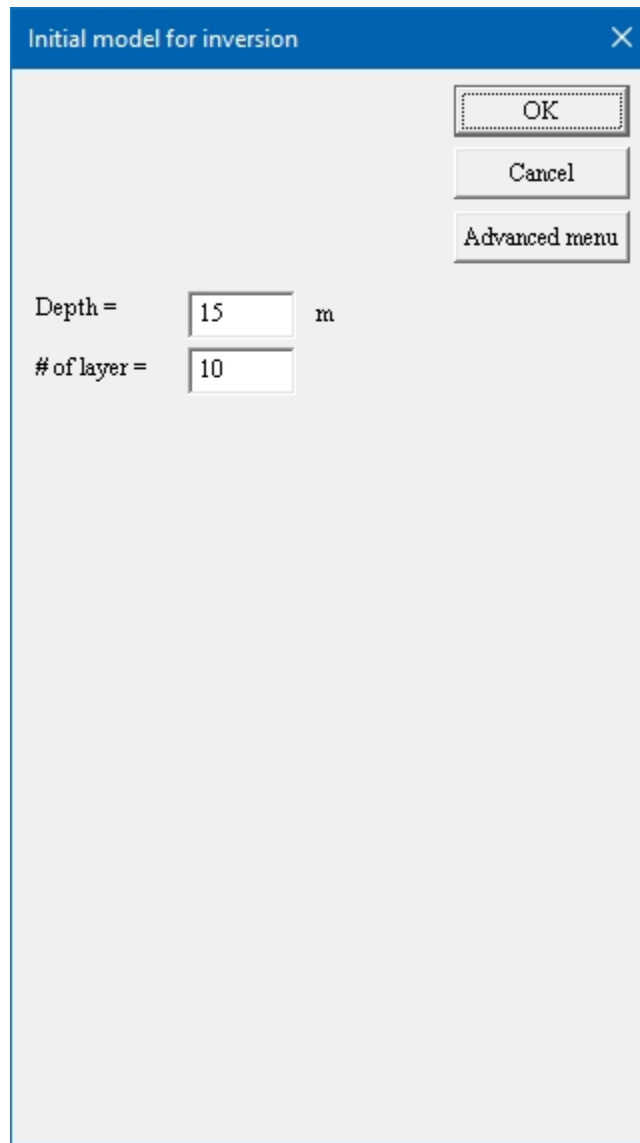 Initial model for inversion
OK
Cancel
Advanced menu
Depth = 15 m
# of layer = 10